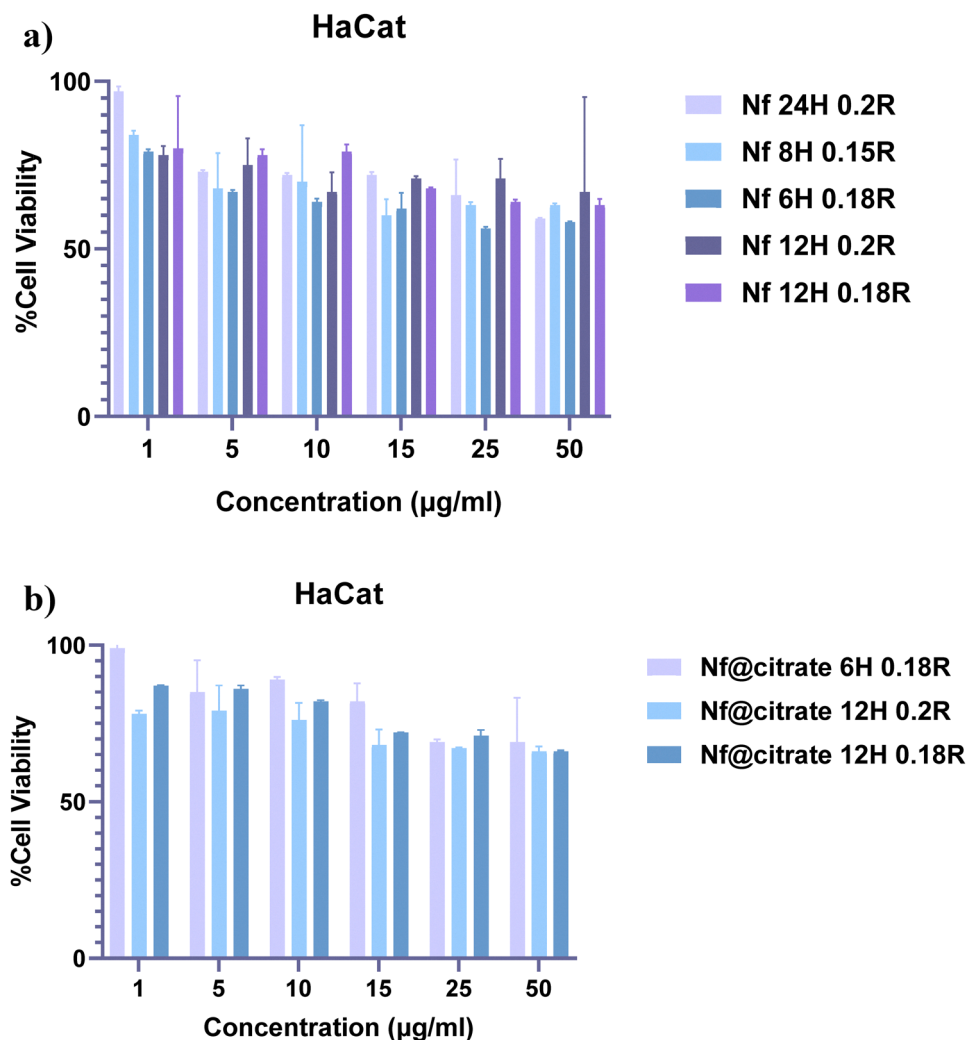 a)
HaCat
%Cell Viability
100
50
0
1 5 10 15 25 50
Concentration (µg/ml)
Nf 24H 0.2R
Nf 8H 0.15R
Nf 6H 0.18R
Nf 12H 0.2R
Nf 12H 0.18R
b)
HaCat
%Cell Viability
100
50
0
1 5 10 15 25 50
Concentration (µg/ml)
Nf@citrate 6H 0.18R
Nf@citrate 12H 0.2R
Nf@citrate 12H 0.18R